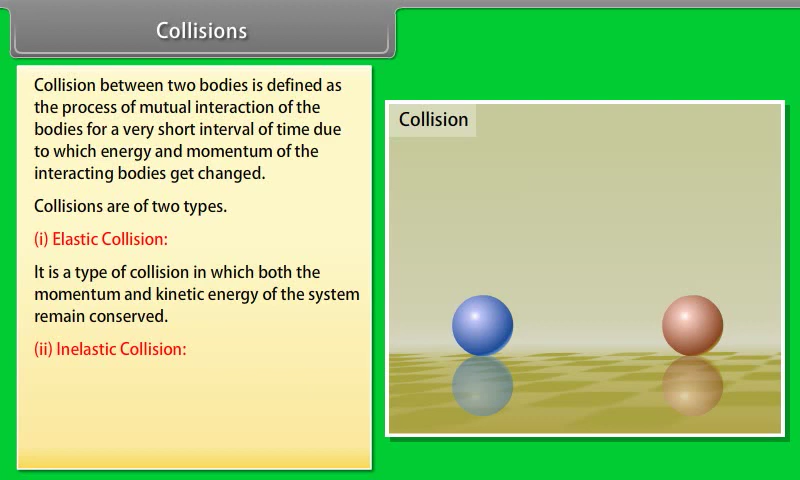 Collisions
Collision between two bodies is defined as
the process of mutual interaction of the
bodies for a very short interval of time due
to which energy and momentum of the
interacting bodies get changed.
Collisions are of two types.
(i) Elastic Collision:
It is a type of collision in which both the
momentum and kinetic energy of the system
remain conserved.
(ii) Inelastic Collision:
Collision